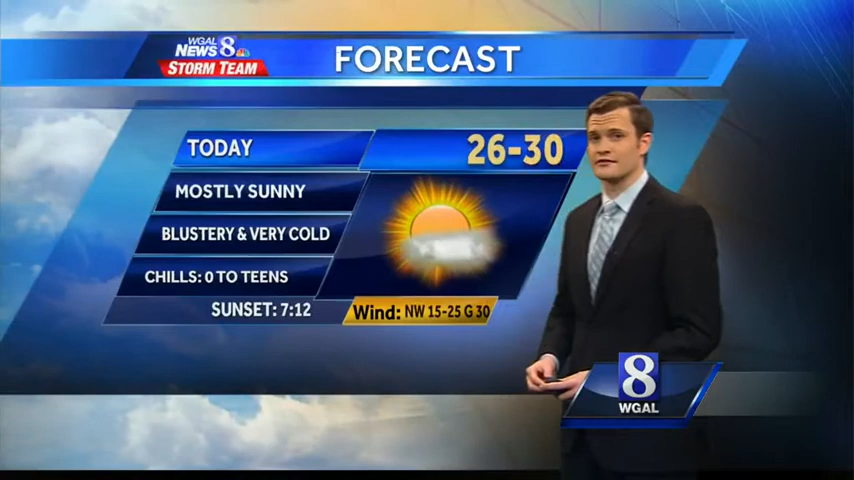 WGAL
NEWS 8
STORM TEAM
FORECAST
TODAY
26-30
MOSTLY SUNNY
BLUSTERY & VERY COLD
CHILLS: 0 TO TEENS
SUNSET: 7:12
Wind: NW 15-25 G 30
8
WGAL